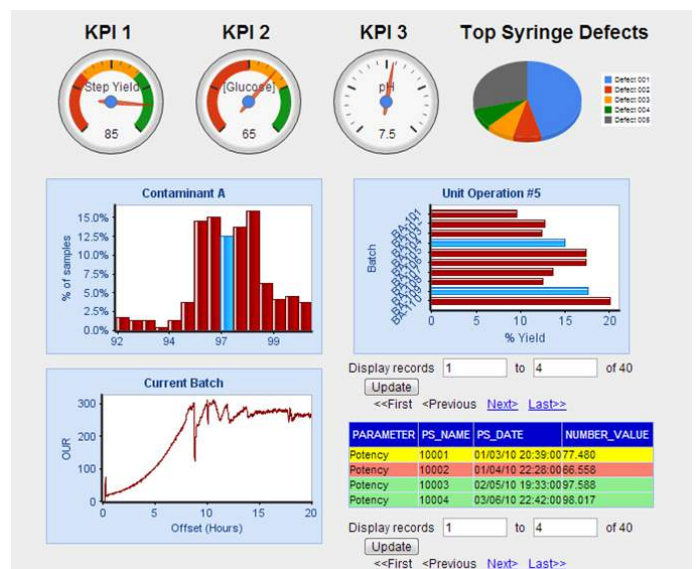 KPI 1 KPI 2 KPI 3 Top Syringe Defects
Step Yield
85
[Glucose]
65
pH
7.5
Defect 001
Defect 002
Defect 003
Defect 004
Contaminant A
% of samples
15.0%
12.5%
10.0%
7.5%
5.0%
2.5%
0.0%
92 94 97 99
Unit Operation #5
Batch
BA-101
0 5 10 15 20
% Yield
Display records 1 to 4 of 40
Update
<<First <Previous Next> Last>>
Current Batch
OUR
300
200
100
0
0 5 10 15 20
Offset (Hours)
PARAMETER PS_NAME PS_DATE NUMBER_VALUE
Potency 10001 01/03/10 20:39:00 77.480
Potency 10002 01/04/10 22:28:00 66.558
Potency 10003 02/05/10 19:33:00 97.588
Potency 10004 03/06/10 22:42:00 98.017
Display records 1 to 4 of 40
Update
<<First <Previous Next> Last>>